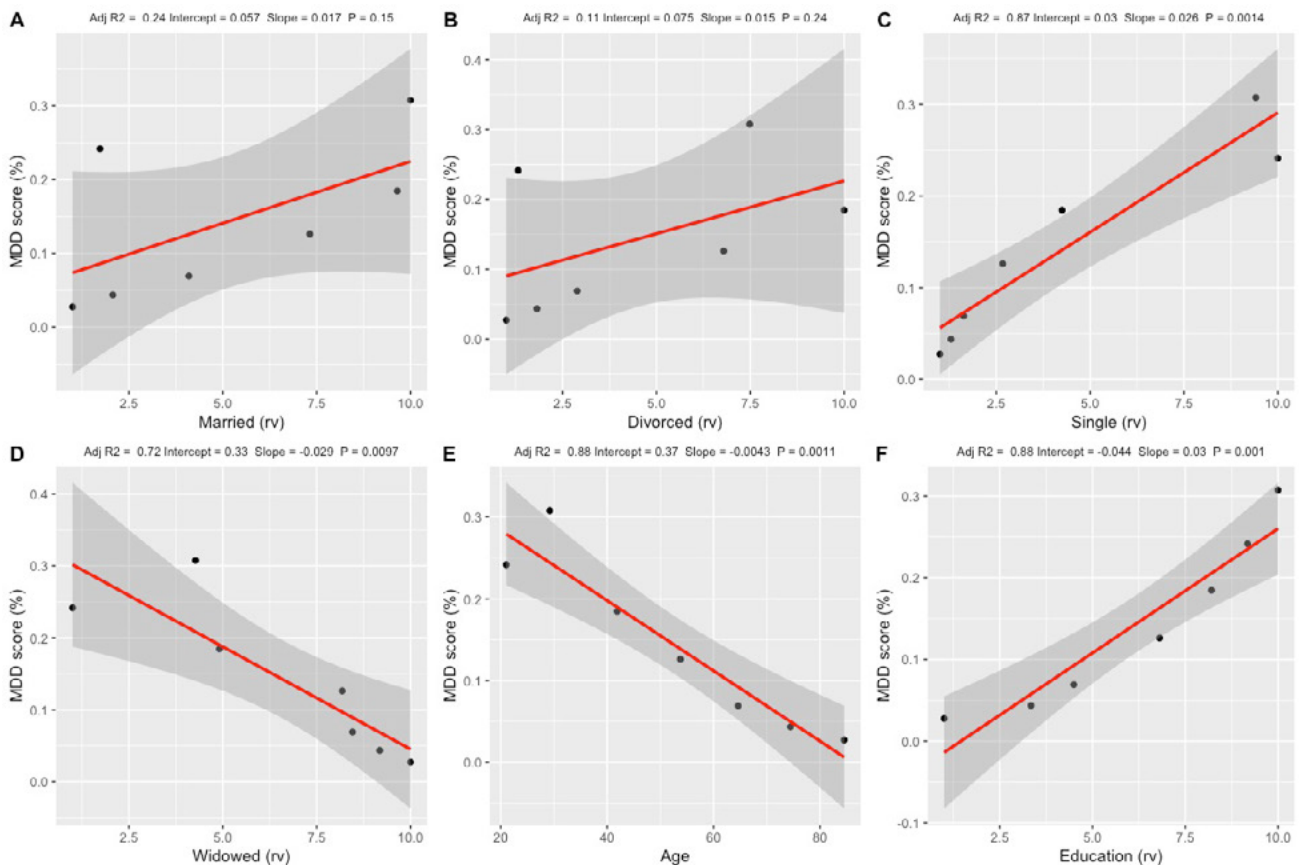 A
Adj R2 = 0.24 Intercept = 0.057 Slope = 0.017 P = 0.15
MDD score (%)
0.3
0.2
0.1
0.0
2.5 5.0 7.5 10.0
Married (rv)
B
Adj R2 = 0.11 Intercept = 0.075 Slope = 0.015 P = 0.24
MDD score (%)
0.4
0.3
0.2
0.1
0.0
2.5 5.0 7.5 10.0
Divorced (rv)
C
Adj R2 = 0.87 Intercept = 0.03 Slope = 0.026 P = 0.0014
MDD score (%)
0.3
0.2
0.1
0.0
2.5 5.0 7.5 10.0
Single (rv)
D
Adj R2 = 0.72 Intercept = 0.33 Slope = -0.029 P = 0.0097
MDD score (%)
0.4
0.3
0.2
0.1
0.0
2.5 5.0 7.5 10.0
Widowed (rv)
E
Adj R2 = 0.88 Intercept = 0.37 Slope = -0.0043 P = 0.0011
MDD score (%)
0.3
0.2
0.1
0.0
20 40 60 80
Age
F
Adj R2 = 0.88 Intercept = -0.044 Slope = 0.03 P = 0.001
MDD score (%)
0.3
0.2
0.1
0.0
-0.1
2.5 5.0 7.5 10.0
Education (rv)